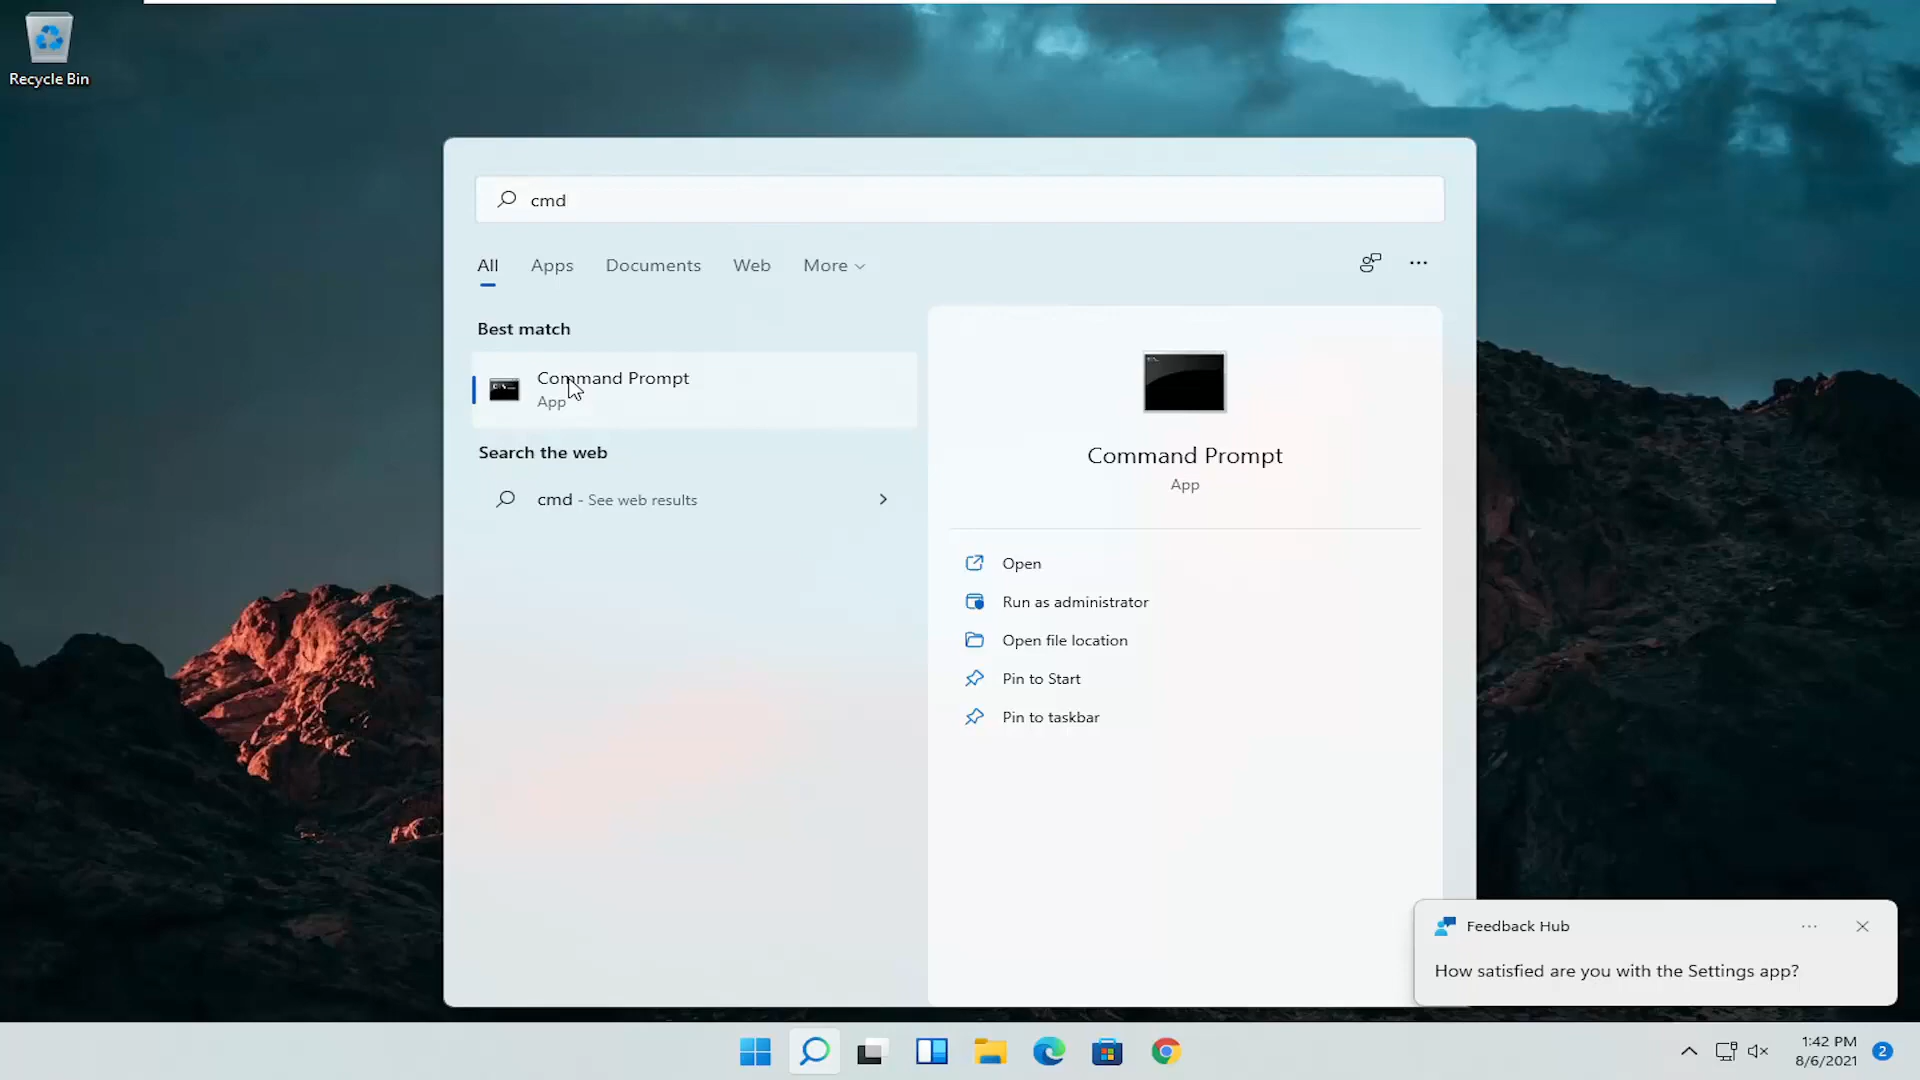 Recycle Bin
cmd
All Apps Documents Web More
Best match
Command Prompt
App
Search the web
cmd - See web results
Command Prompt
App
Open
Run as administrator
Open file location
Pin to Start
Pin to taskbar
Feedback Hub
How satisfied are you with the Settings app?
1:42 PM
8/6/2021
2